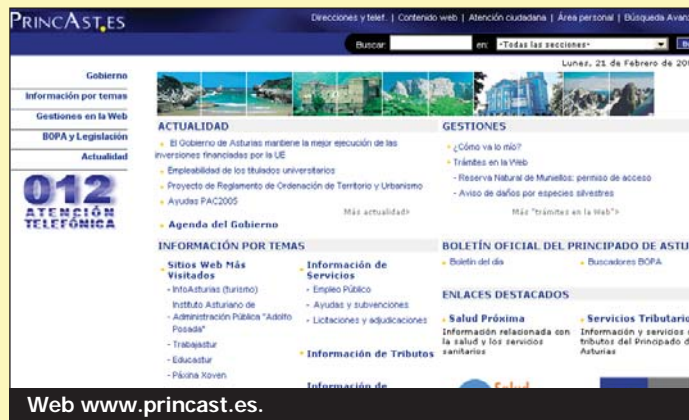 PRINCAST.ES
Direcciones y telef. | Contenido web | Atención ciudadana | Área personal | Búsqueda
Buscar: en: -Todas las secciones-
Lunes, 21 de Febrero de
Gobierno
Información por temas
Gestiones en la Web
BOPA y Legislación
Actualidad
012
ATENCIÓN
TELEFÓNICA
ACTUALIDAD
El Gobierno de Asturias mantiene la mejor ejecución de las
inversiones financiadas por la UE
Empleabilidad de los titulados universitarios
Proyecto de Reglamento de Ordenación de Territorio y Urbanismo
Ayudas PAC2005
Más actualidad>
Agenda del Gobierno
GESTIONES
¿Cómo va lo mío?
Trámites en la Web
- Reserva Natural de Muniellos: permiso de acceso
- Aviso de daños por especies silvestres
Más "trámites en la Web">
INFORMACIÓN POR TEMAS
Sitios Web Más
Visitados
- InfoAsturias (turismo)
Instituto Asturiano de
- Administración Pública "Adolfo
Posada"
- Trabajastur
- Educastur
- Páxina Xoven
Información de
Servicios
- Empleo Público
- Ayudas y subvenciones
- Licitaciones y adjudicaciones
Información de Tributos
Información de
BOLETÍN OFICIAL DEL PRINCIPADO DE ASTU
Boletín del día
Buscadores BOPA
ENLACES DESTACADOS
Salud Próxima
Información relacionada con
la salud y los servicios
sanitarios
Servicios Tributario
Información y servicios
tributos del Principado d
Asturias
Salud
Web www.princast.es.